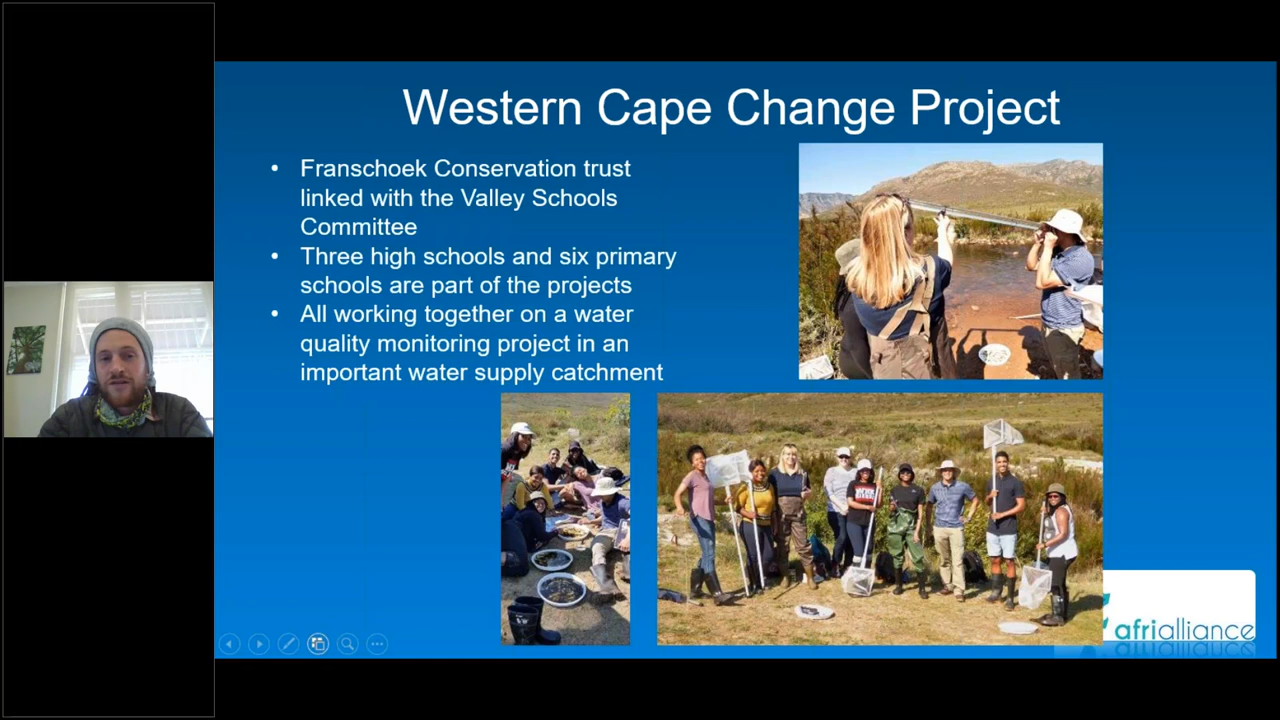 Western Cape Change Project
• Franschoek Conservation trust
linked with the Valley Schools
Committee
• Three high schools and six primary
schools are part of the projects
• All working together on a water
quality monitoring project in an
important water supply catchment
afrialliance